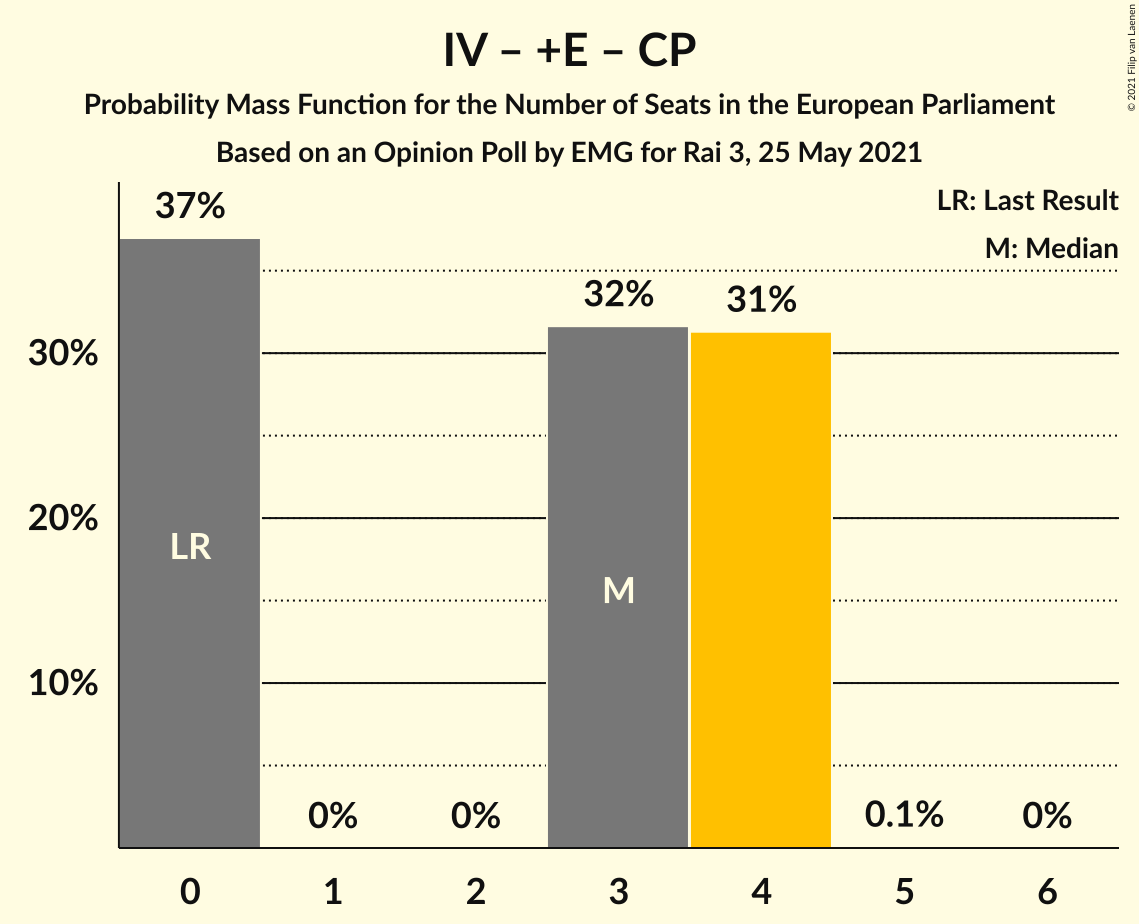 IV – +E – CP
Probability Mass Function for the Number of Seats in the European Parliament
Based on an Opinion Poll by EMG for Rai 3, 25 May 2021
© 2021 Filip van Laenen
LR: Last Result
M: Median
37%
32%
31%
30%
20%
10%
LR
M
0%
0%
0.1%
0%
0
1
2
3
4
5
6